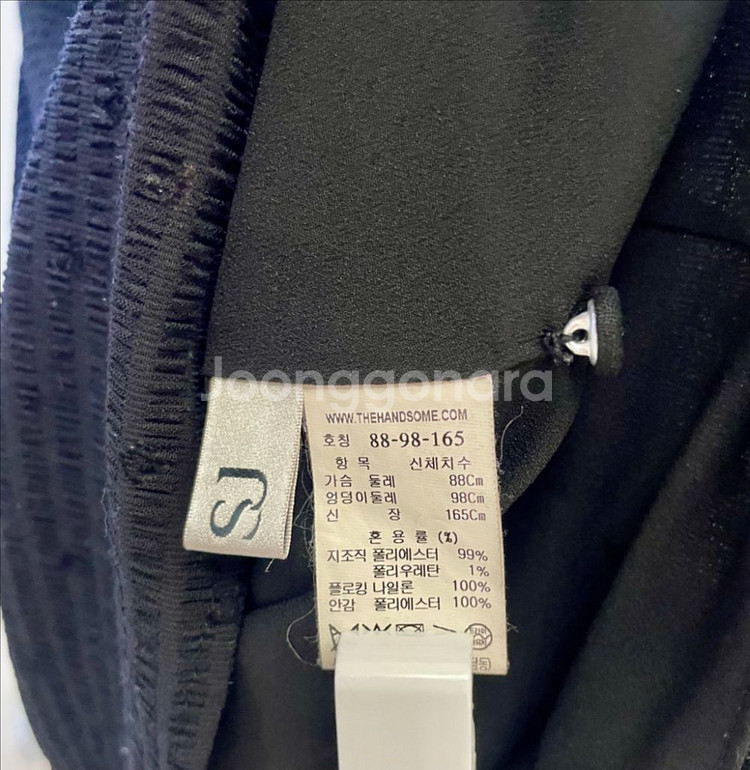 Joonggonara
SJ
WWW.THEHANDSOME.COM
호칭 88-98-165
항 목 신체치수
가슴 둘레 88Cm
엉덩이둘레 98Cm
신 장 165Cm
혼 용 률 (%)
지조직 폴리에스터 99%
폴리우레탄 1%
플로킹 나일론 100%
안감 폴리에스터 100%